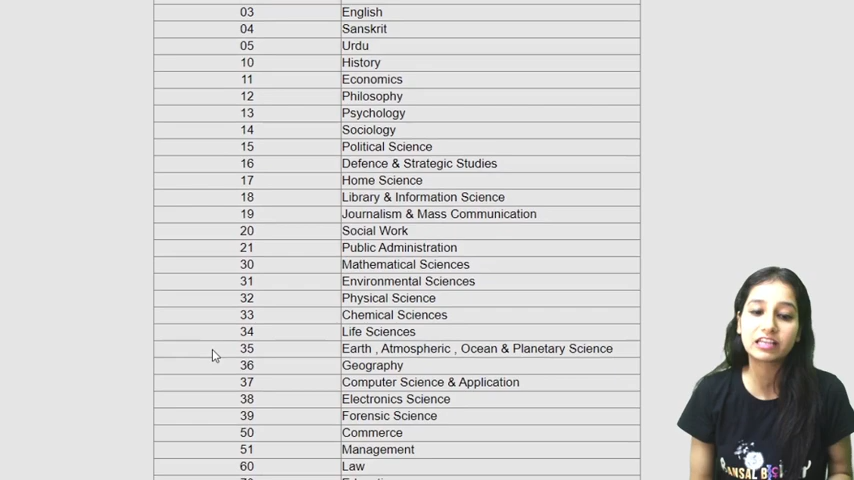 03 English
04 Sanskrit
05 Urdu
10 History
11 Economics
12 Philosophy
13 Psychology
14 Sociology
15 Political Science
16 Defence & Strategic Studies
17 Home Science
18 Library & Information Science
19 Journalism & Mass Communication
20 Social Work
21 Public Administration
30 Mathematical Sciences
31 Environmental Sciences
32 Physical Science
33 Chemical Sciences
34 Life Sciences
35 Earth , Atmospheric , Ocean & Planetary Science
36 Geography
37 Computer Science & Application
38 Electronics Science
39 Forensic Science
50 Commerce
51 Management
60 Law